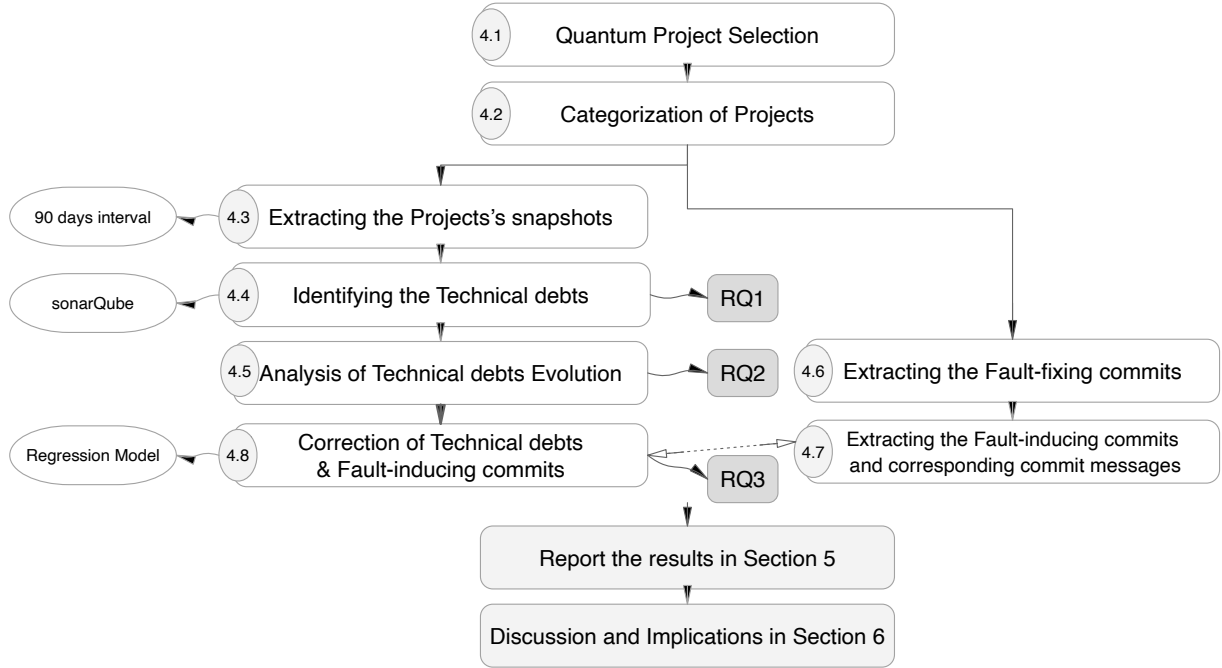 4.1
Quantum Project Selection
4.2
Categorization of Projects
90 days interval
4.3
Extracting the Projects's snapshots
sonarQube
4.4
Identifying the Technical debts
RQ1
4.5
Analysis of Technical debts Evolution
RQ2
4.6
Extracting the Fault-fixing commits
Regression Model
4.8
Correction of Technical debts
& Fault-inducing commits
RQ3
4.7
Extracting the Fault-inducing commits
and corresponding commit messages
Report the results in Section 5
Discussion and Implications in Section 6